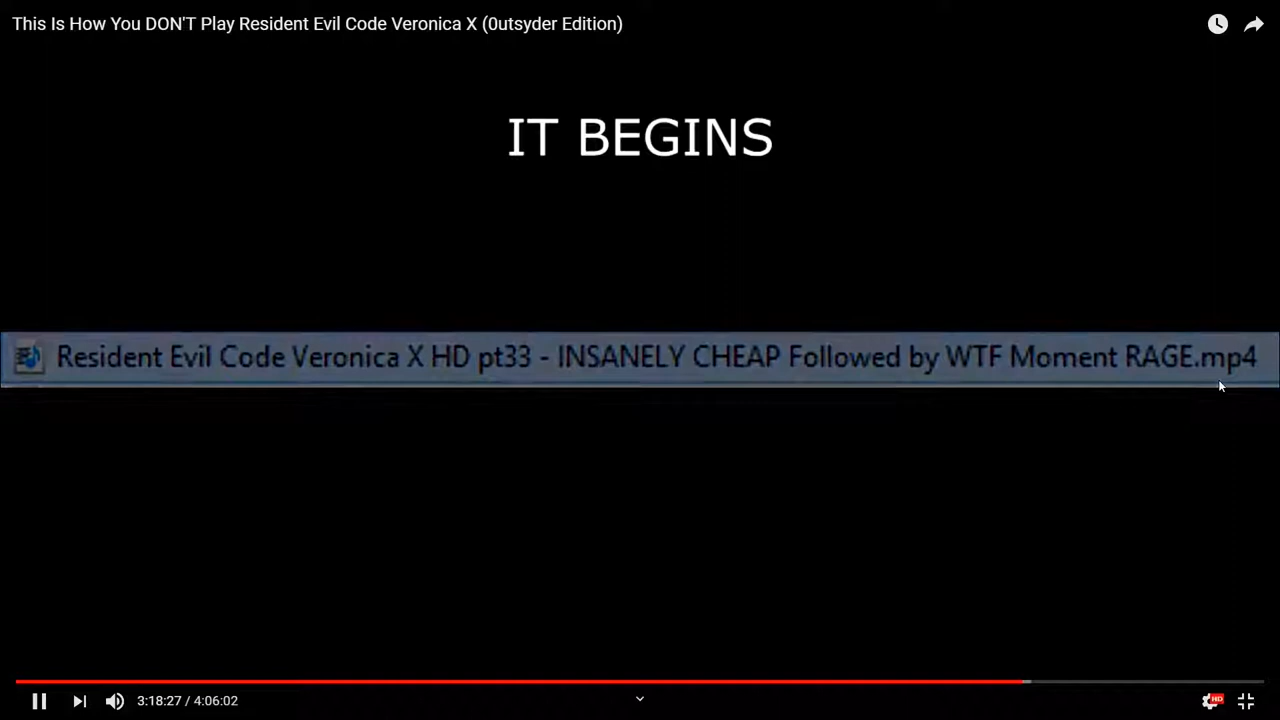 This Is How You DON'T Play Resident Evil Code Veronica X (0utsyder Edition)
IT BEGINS
Resident Evil Code Veronica X HD pt33 - INSANELY CHEAP Followed by WTF Moment RAGE.mp4
3:18:27 / 4:06:02
HD